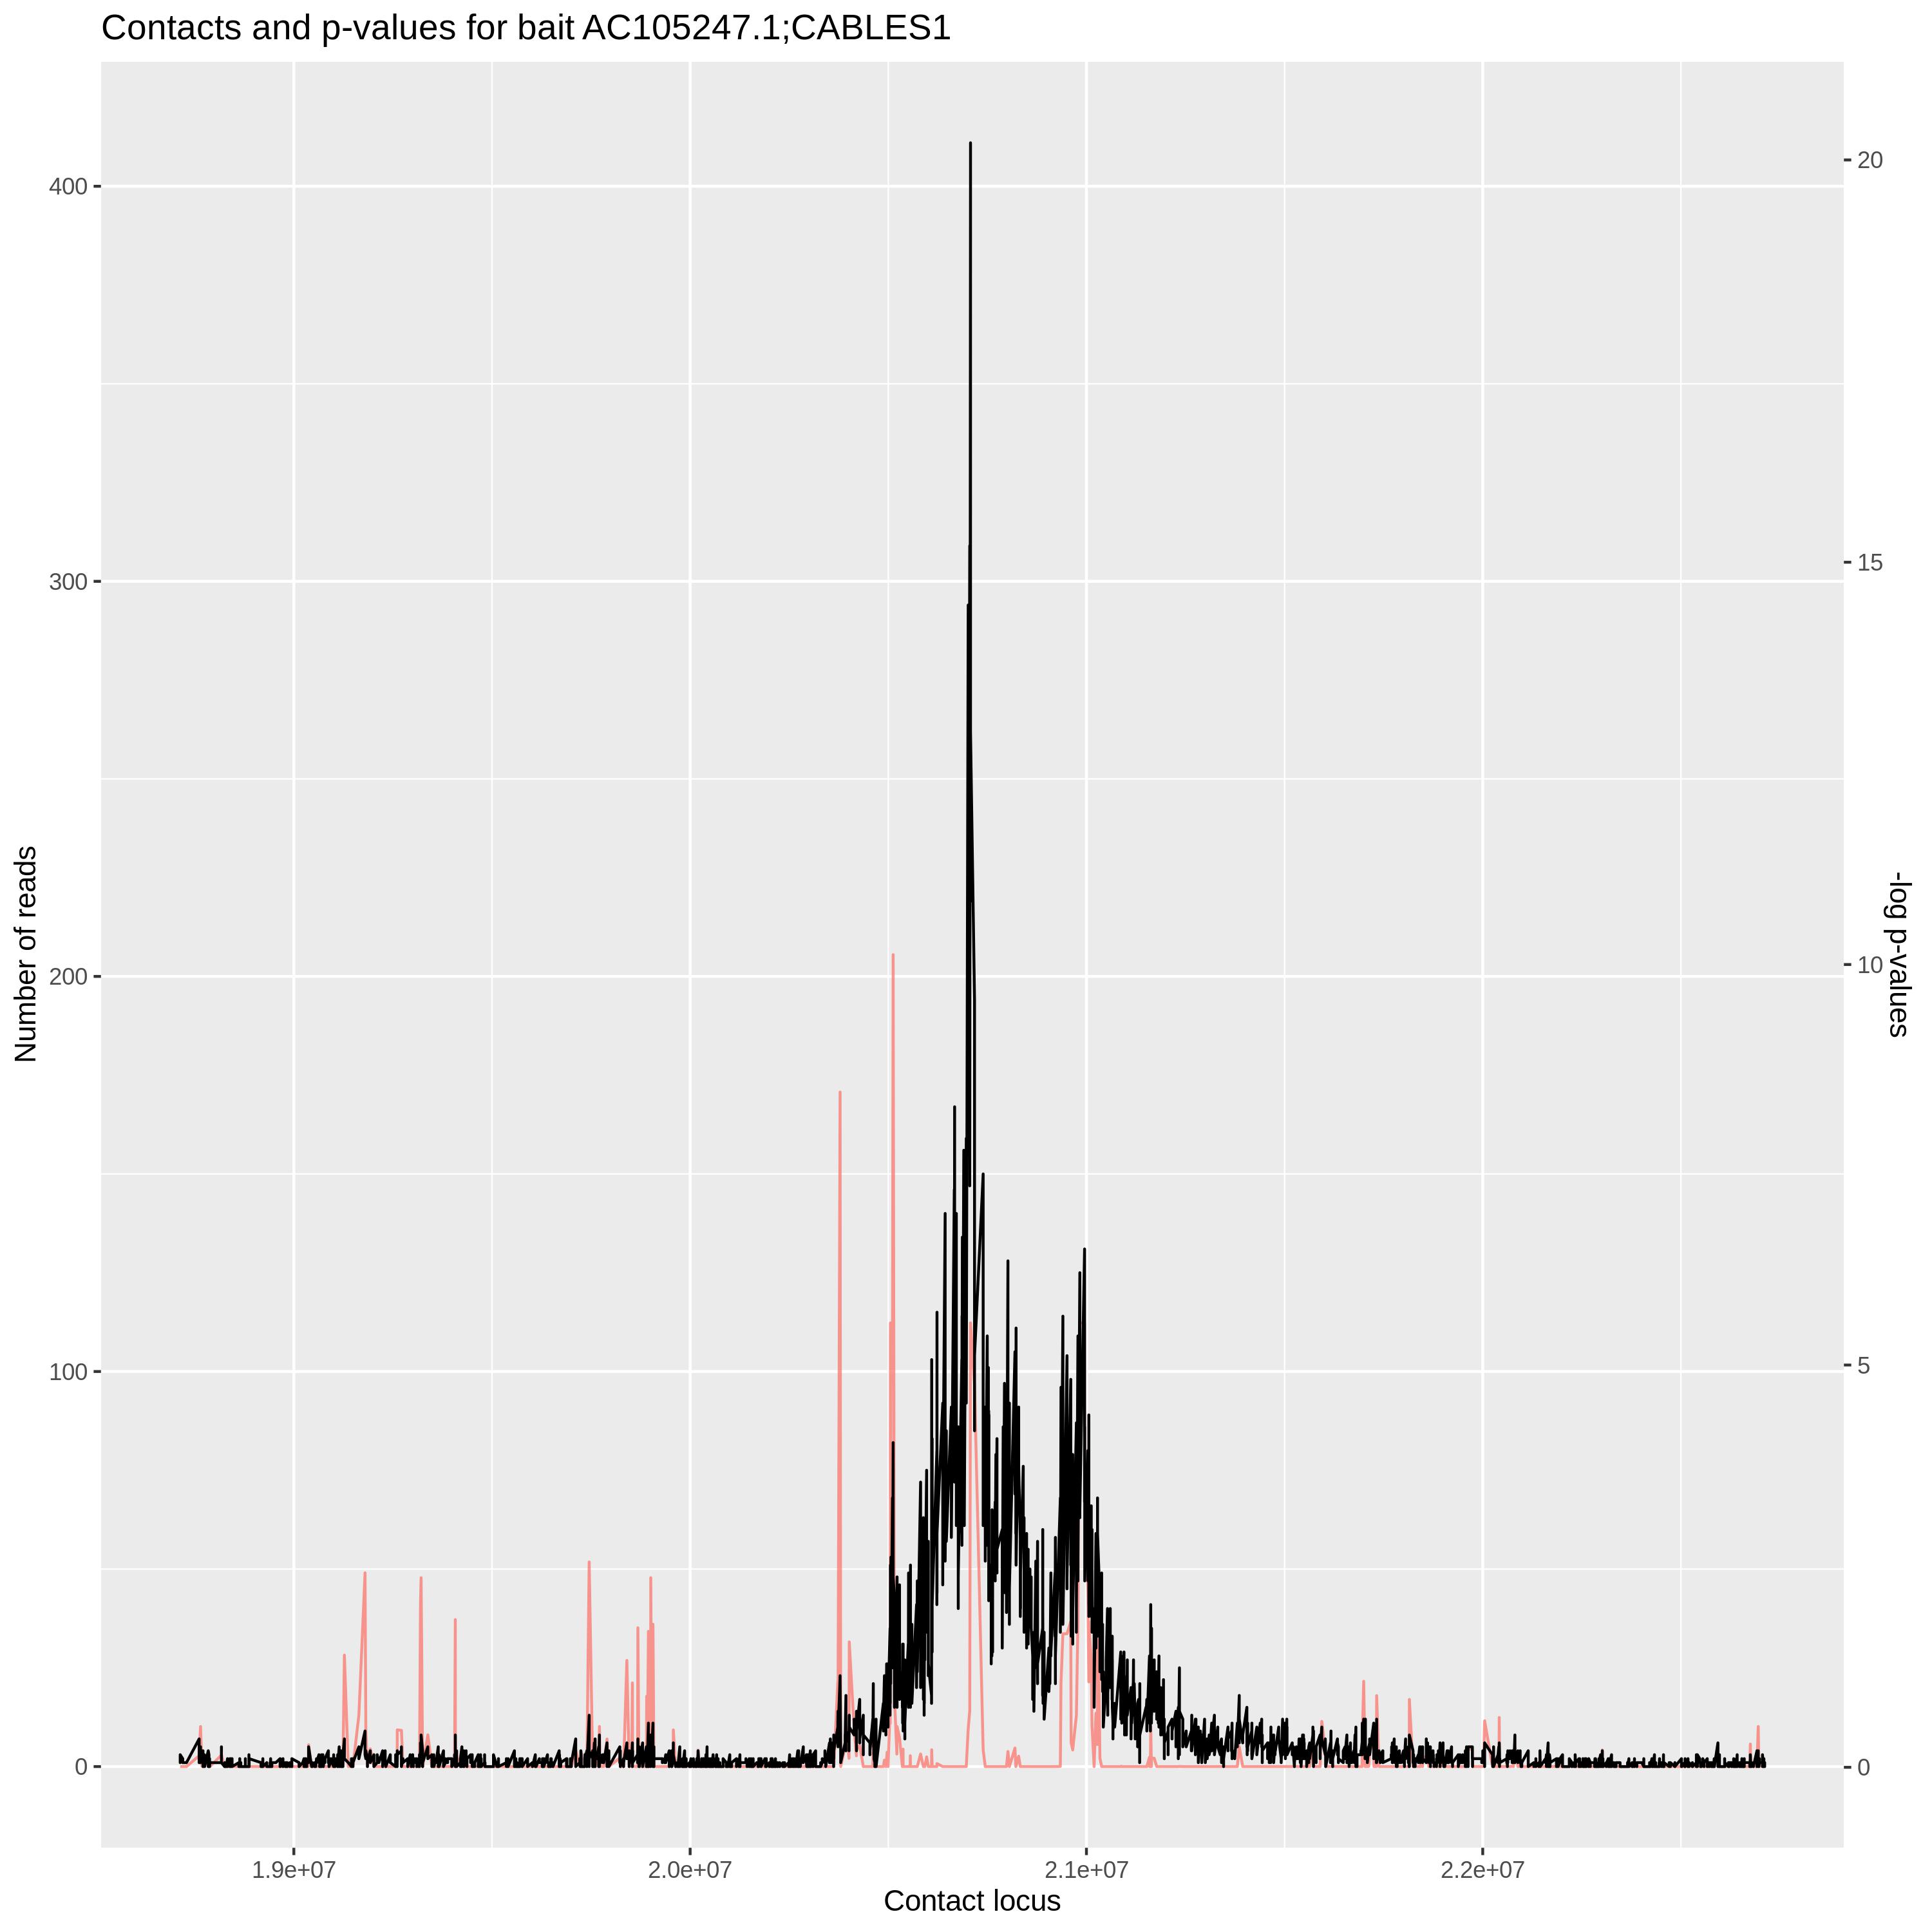 Contacts and p-values for bait AC105247.1;CABLES1
400
300
200
100
0
Number of reads
20
15
10
5
0
-log p-values
1.9e+07
2.0e+07
2.1e+07
2.2e+07
Contact locus